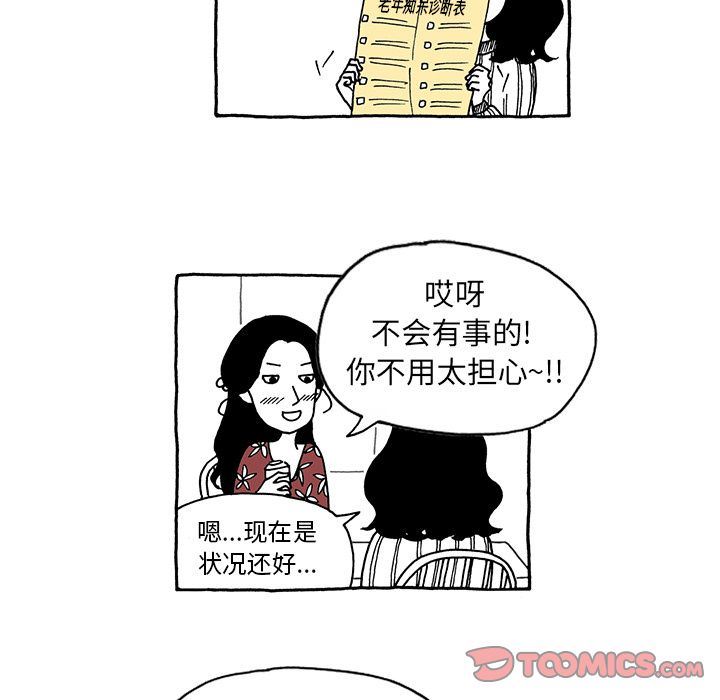 老年痴呆诊断表
哎呀
不会有事的!
你不用太担心~!!
嗯...现在是
状况还好...
TOOMICS.COM